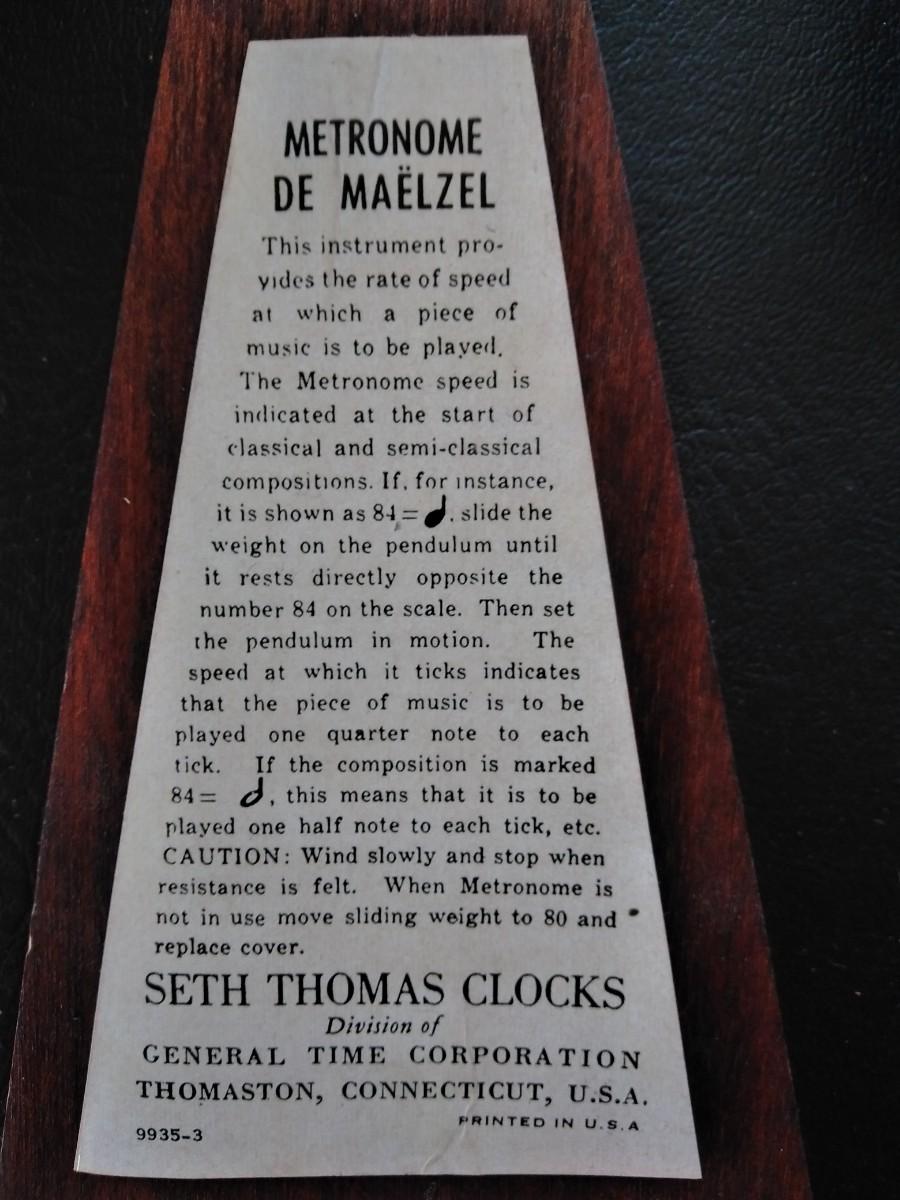 METRONOME
DE MAËLZEL
This instrument pro-
vides the rate of speed
at which a piece of
music is to be played.
The Metronome speed is
indicated at the start of
classical and semi-classical
compositions. If, for instance,
it is shown as 84 = ♩, slide the
weight on the pendulum until
it rests directly opposite the
number 84 on the scale. Then set
the pendulum in motion. The
speed at which it ticks indicates
that the piece of music is to be
played one quarter note to each
tick. If the composition is marked
84 = 𝅗𝅥, this means that it is to be
played one half note to each tick, etc.
CAUTION: Wind slowly and stop when
resistance is felt. When Metronome is
not in use move sliding weight to 80 and
replace cover.
SETH THOMAS CLOCKS
Division of
GENERAL TIME CORPORATION
THOMASTON, CONNECTICUT, U.S.A.
PRINTED IN U.S.A
9935-3